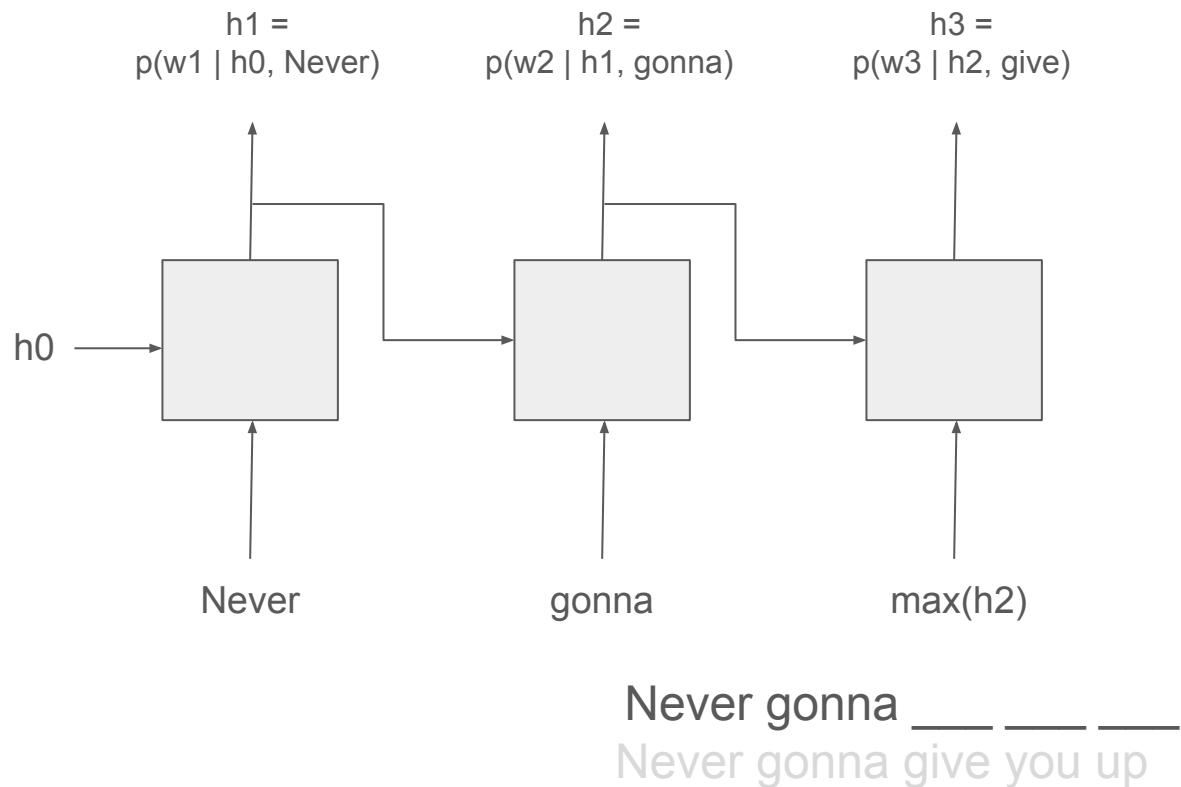 h1 =
p(w1 | h0, Never)
h2 =
p(w2 | h1, gonna)
h3 =
p(w3 | h2, give)
h0
Never
gonna
max(h2)
Never gonna ___ ___ ___
Never gonna give you up